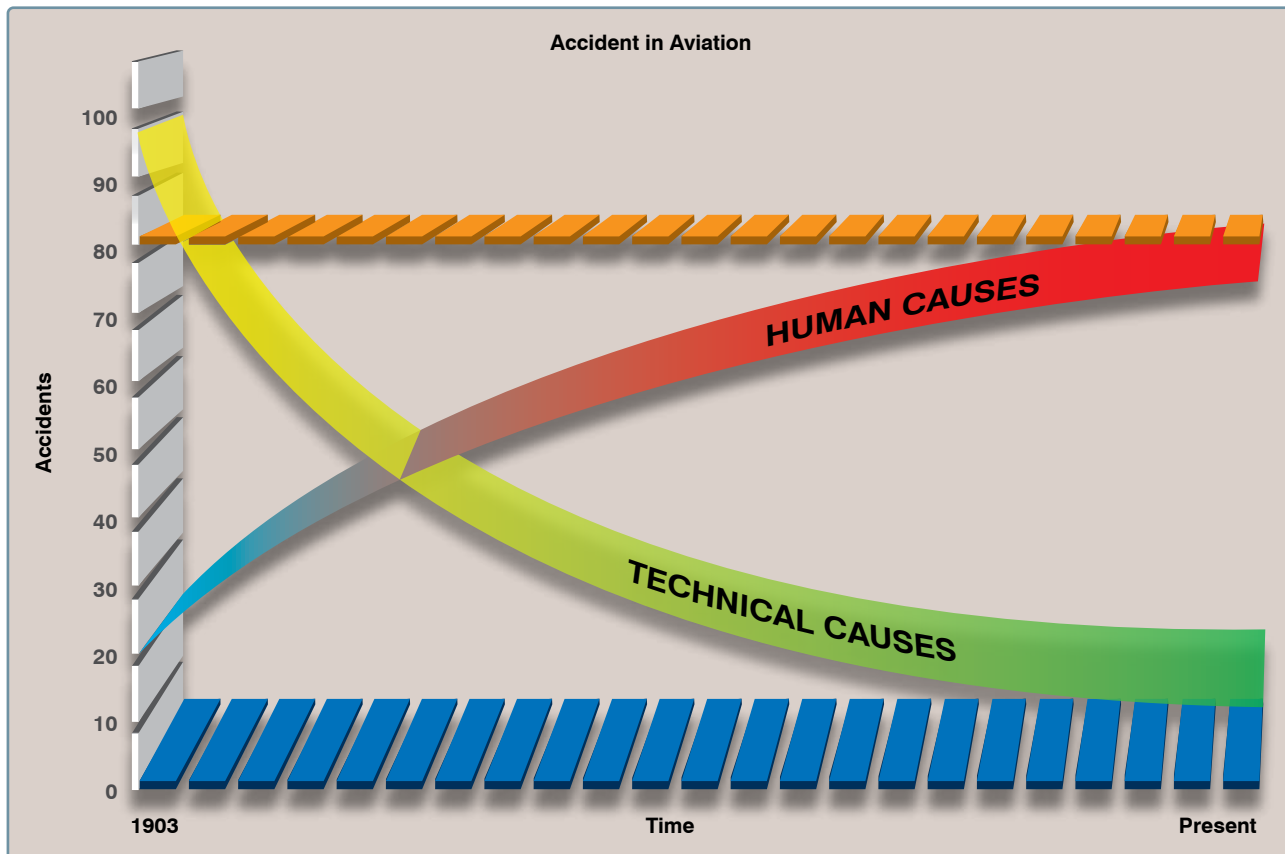 Accident in Aviation
Accidents
100
90
80
70
60
50
40
30
20
10
0
HUMAN CAUSES
TECHNICAL CAUSES
1903
Time
Present